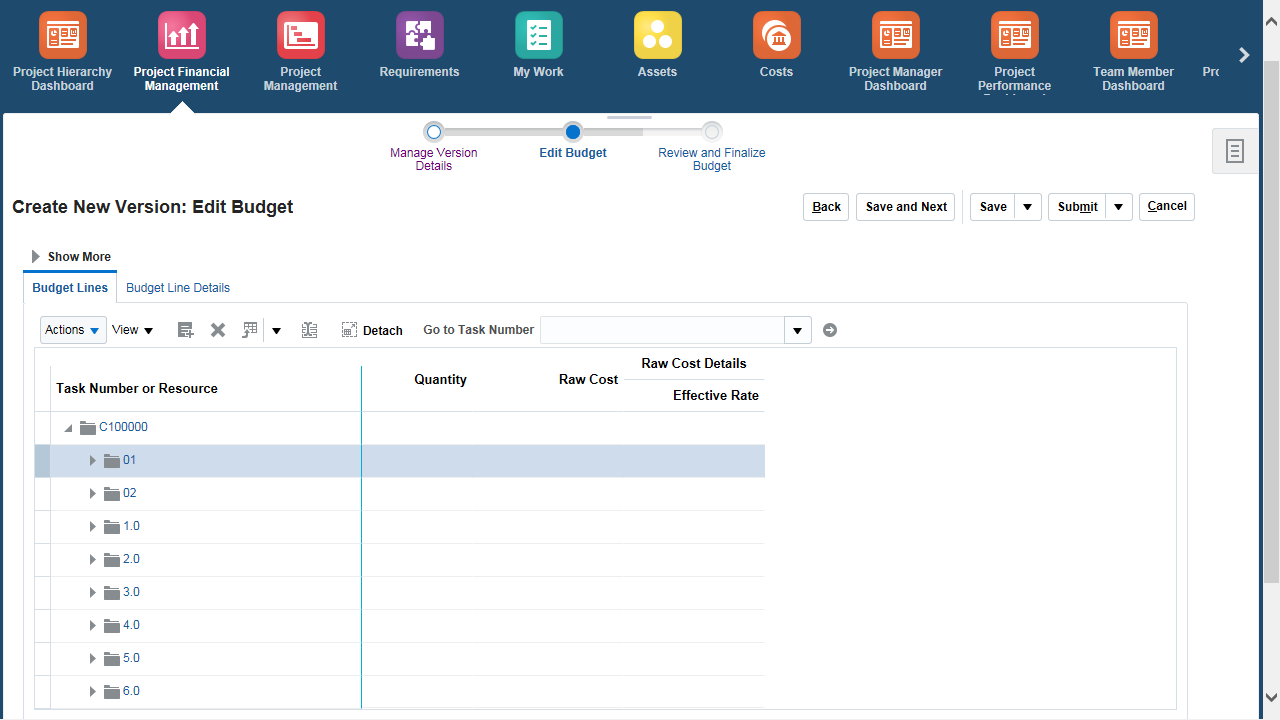 Project Hierarchy
Dashboard
Project Financial
Management
Project
Management
Requirements
My Work
Assets
Costs
Project Manager
Dashboard
Project
Performance
Team Member
Dashboard
Manage Version
Details
Edit Budget
Review and Finalize
Budget
Create New Version: Edit Budget
Back
Save and Next
Save
Submit
Cancel
Show More
Budget Lines
Budget Line Details
Actions
View
Detach
Go to Task Number
Task Number or Resource
Quantity
Raw Cost
Raw Cost Details
Effective Rate
C100000
01
02
1.0
2.0
3.0
4.0
5.0
6.0